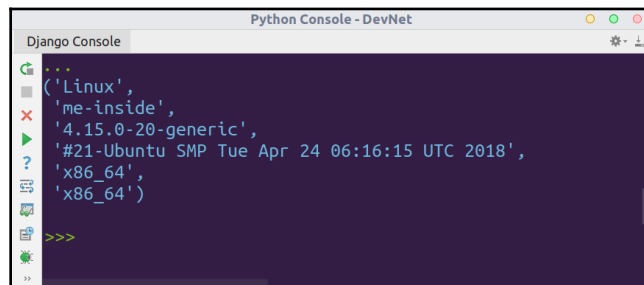 Python Console - DevNet
Django Console
...
('Linux',
'me-inside',
'4.15.0-20-generic',
'#21-Ubuntu SMP Tue Apr 24 06:16:15 UTC 2018',
'x86_64',
'x86_64')
>>>